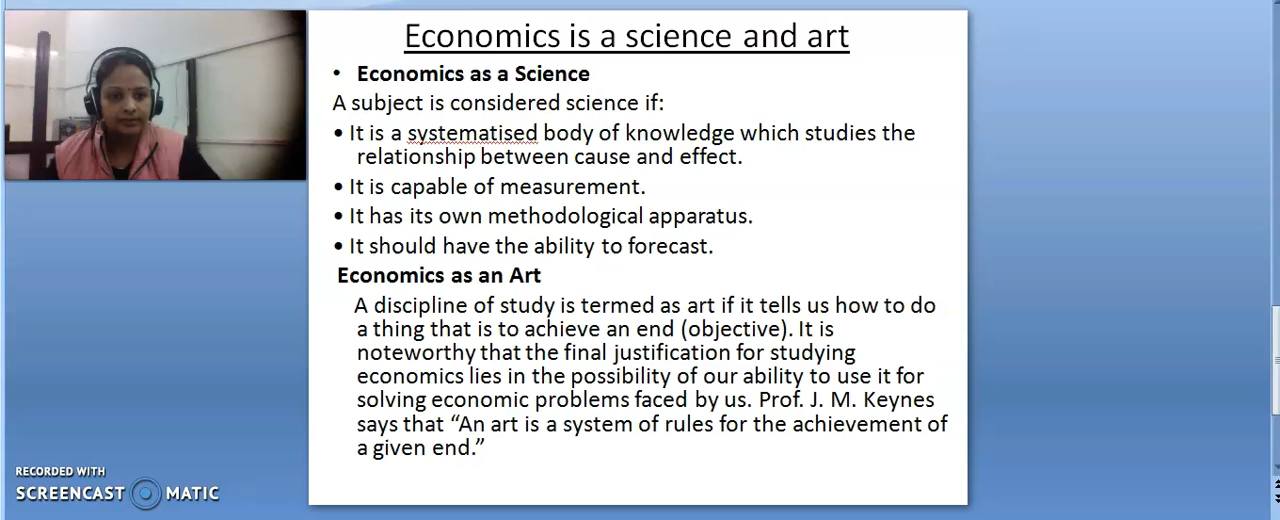 Economics is a science and art
• Economics as a Science
A subject is considered science if:
• It is a systematised body of knowledge which studies the
relationship between cause and effect.
• It is capable of measurement.
• It has its own methodological apparatus.
• It should have the ability to forecast.
Economics as an Art
A discipline of study is termed as art if it tells us how to do
a thing that is to achieve an end (objective). It is
noteworthy that the final justification for studying
economics lies in the possibility of our ability to use it for
solving economic problems faced by us. Prof. J. M. Keynes
says that “An art is a system of rules for the achievement of
a given end.”
RECORDED WITH
SCREENCAST MATIC